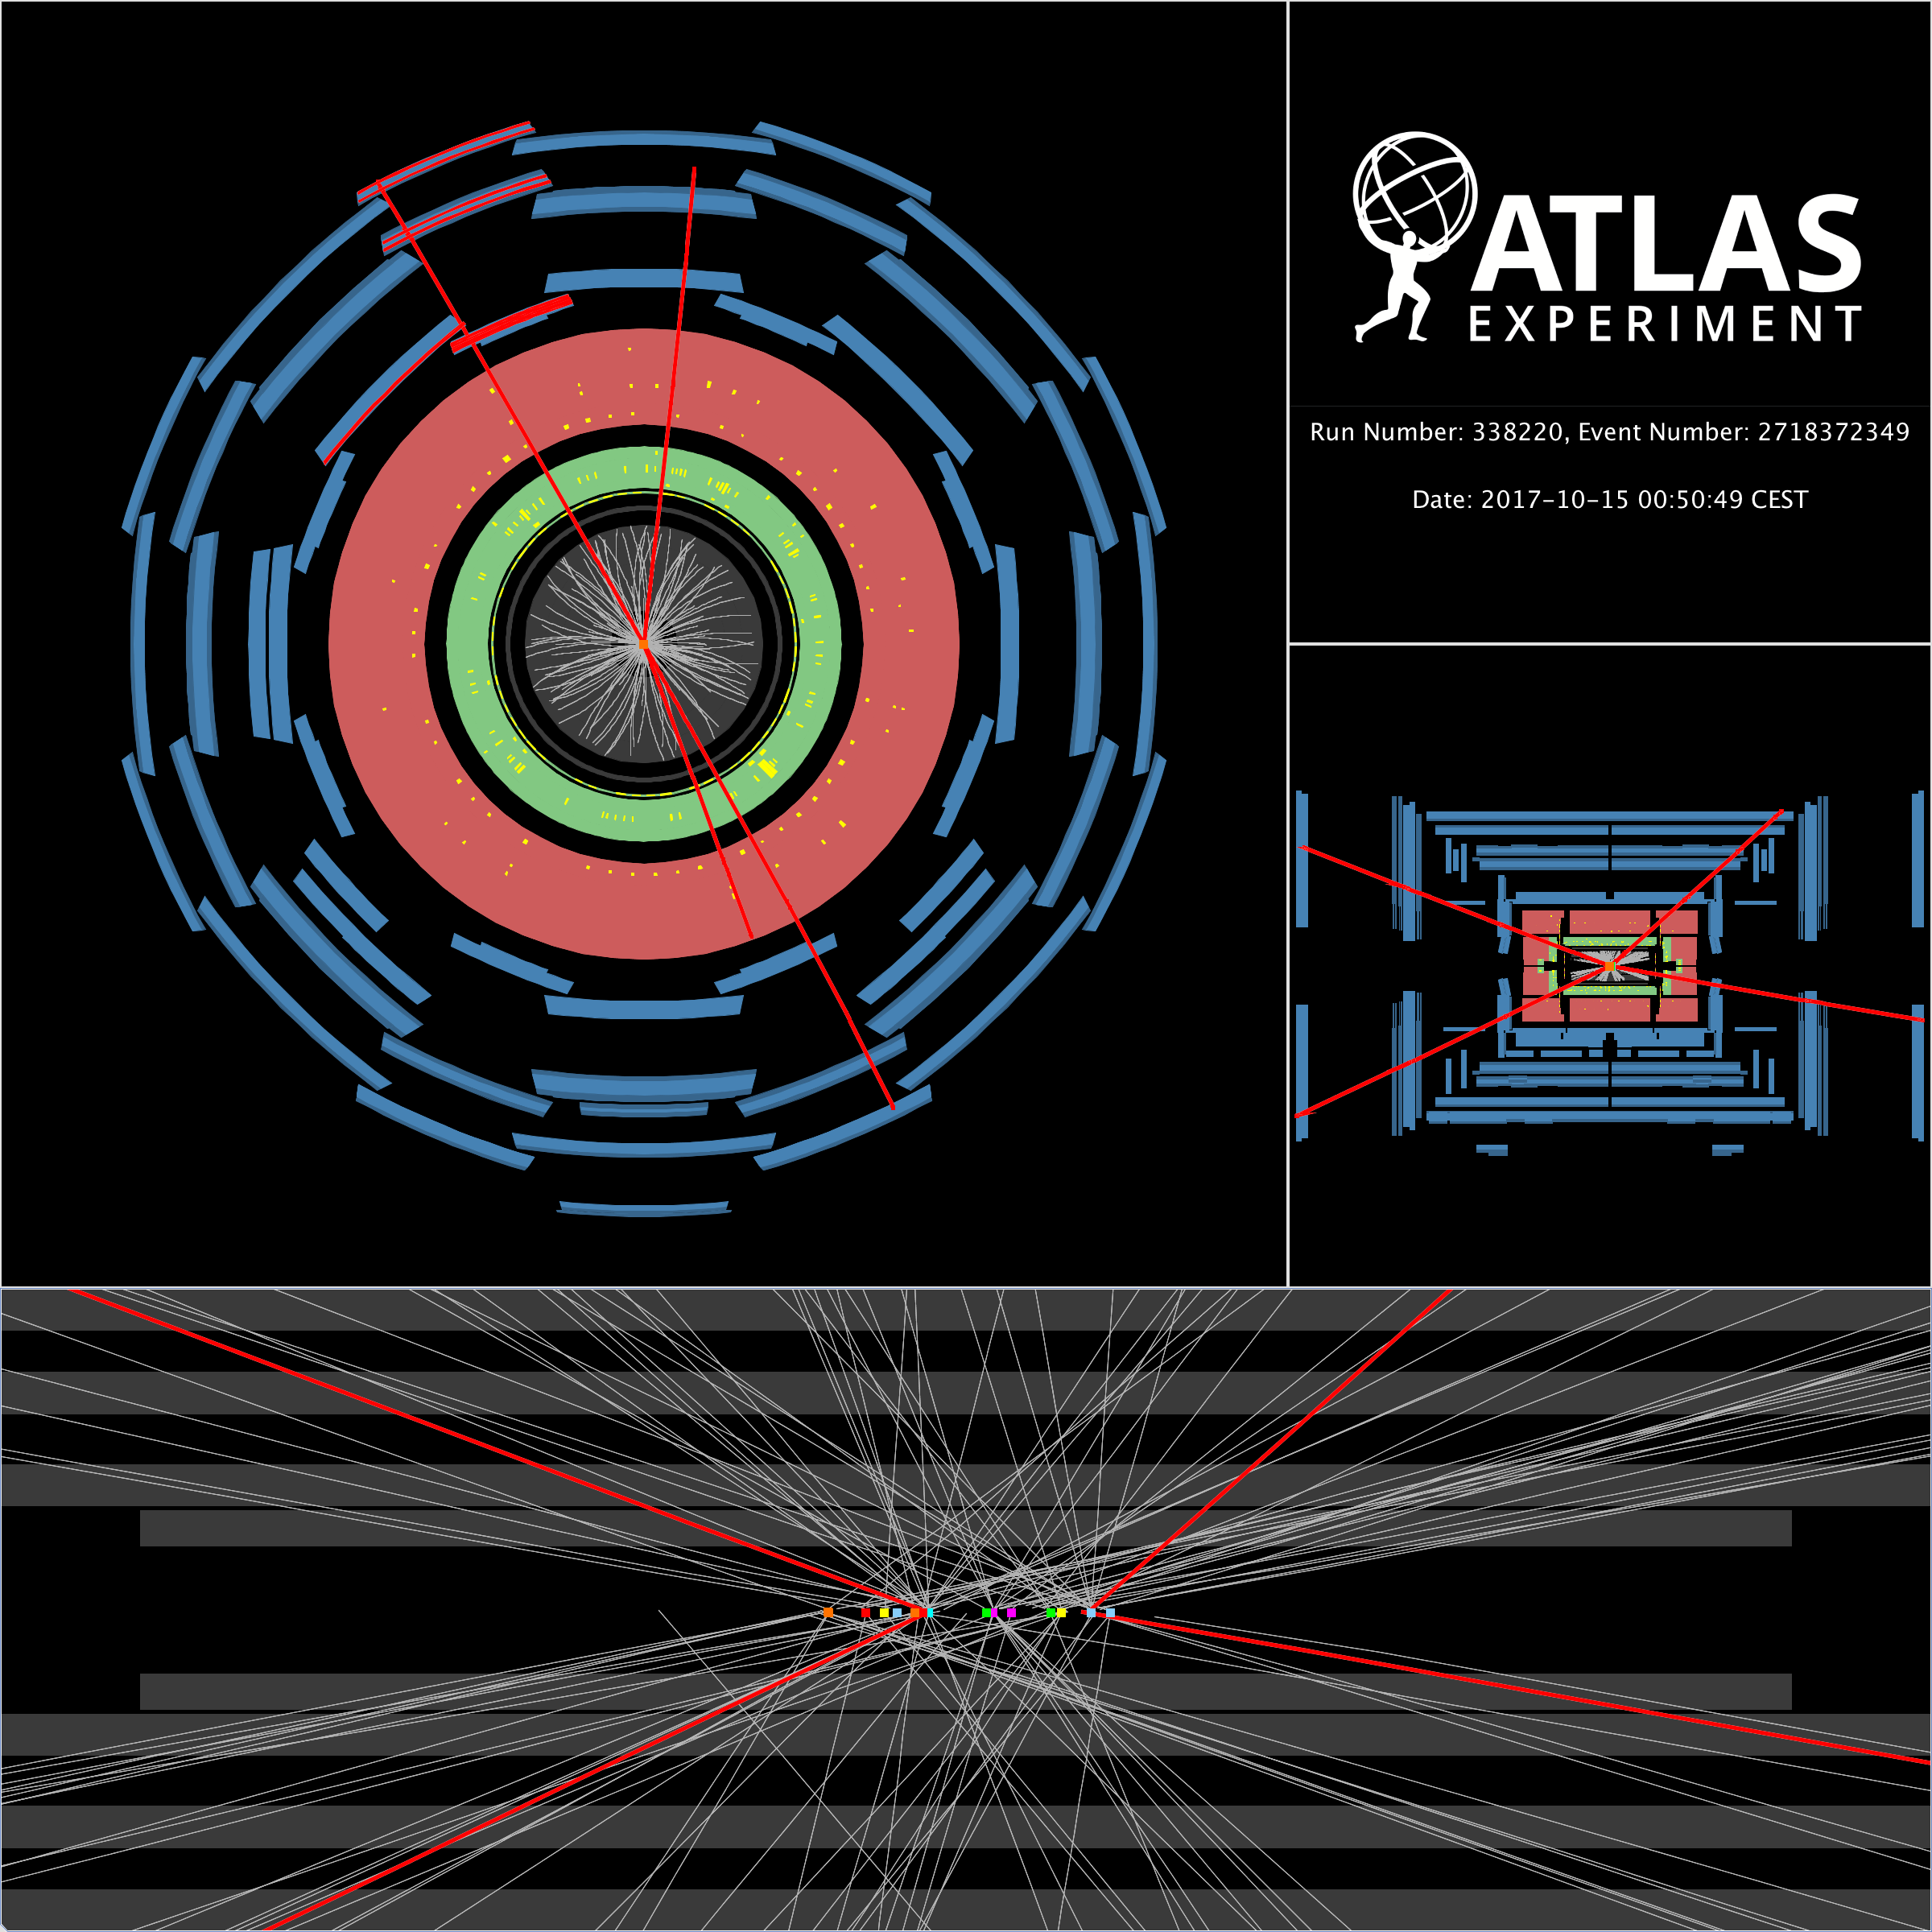 ATLAS
EXPERIMENT
Run Number: 338220, Event Number: 2718372349
Date: 2017-10-15 00:50:49 CEST